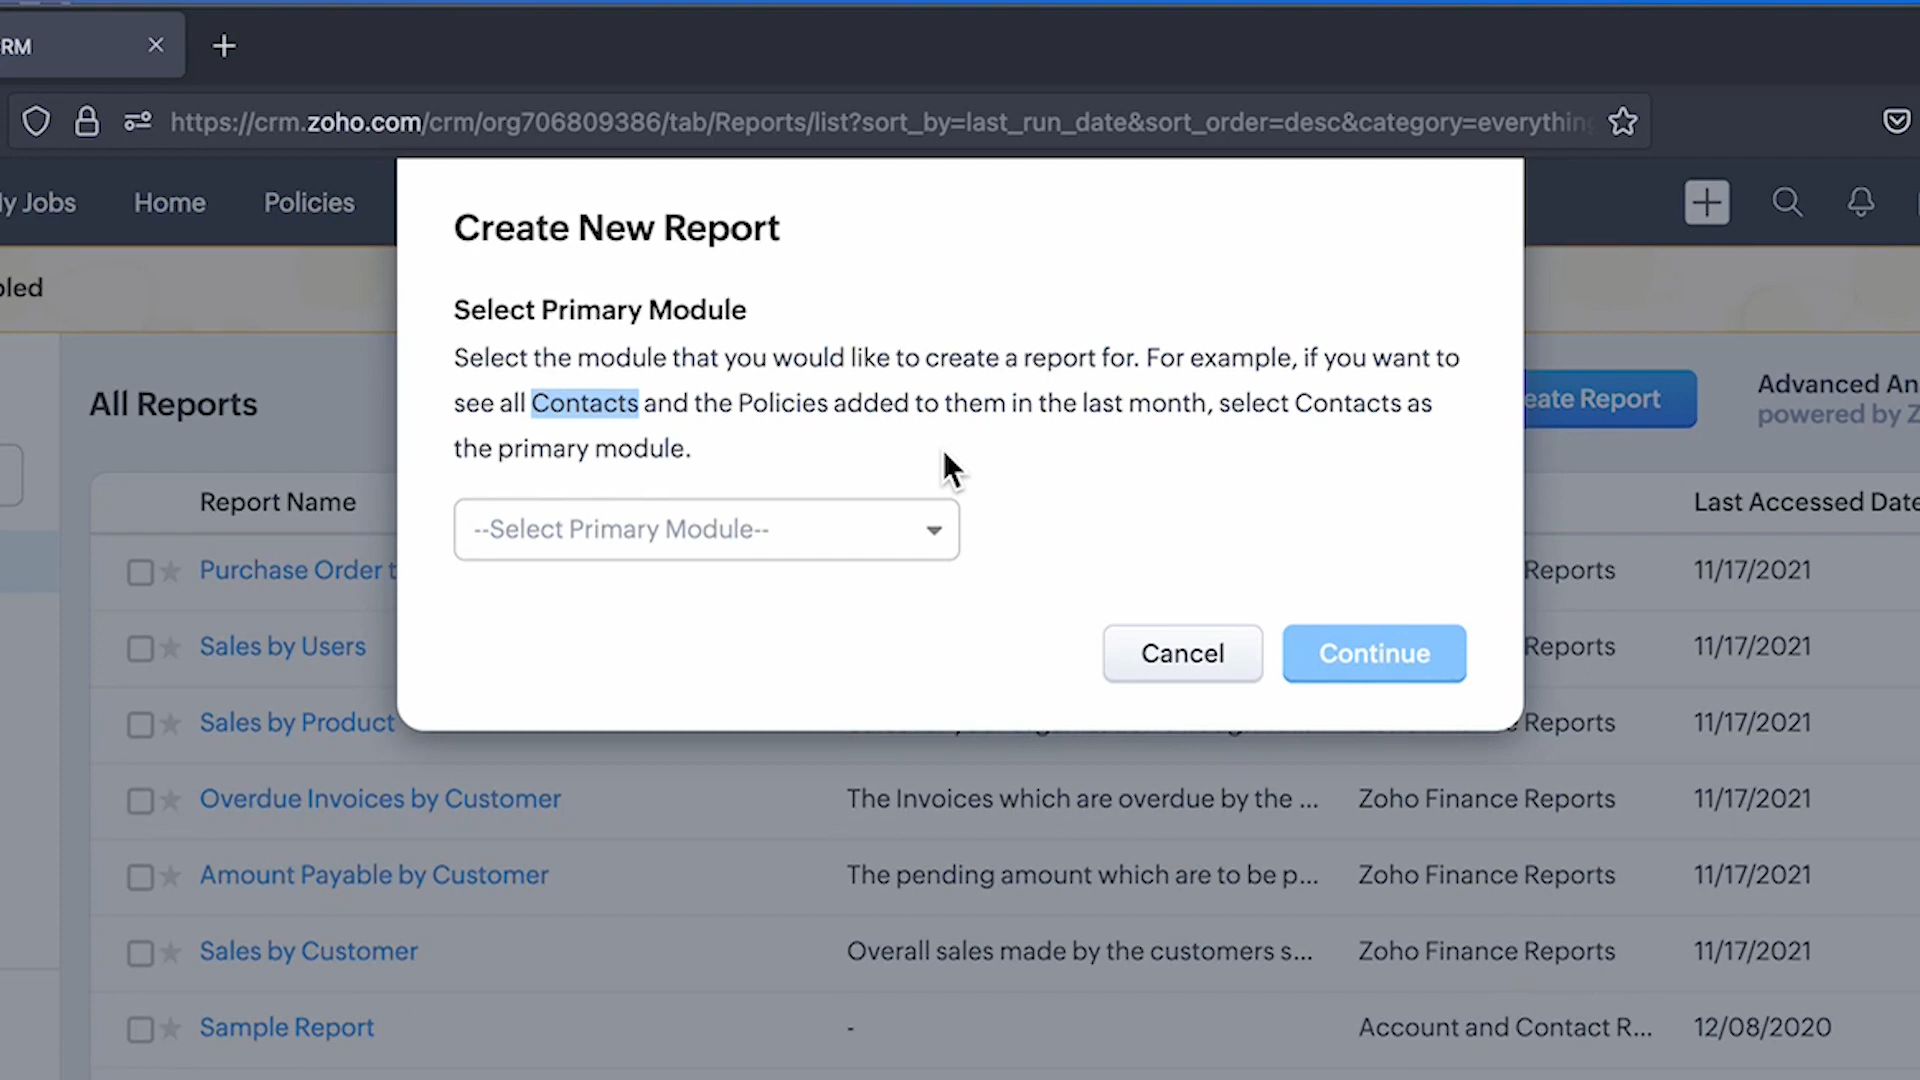 RM
https://crm.zoho.com/crm/org706809386/tab/Reports/list?sort_by=last_run_date&sort_order=desc&category=everything
y Jobs Home Policies
Create New Report
Select Primary Module
Select the module that you would like to create a report for. For example, if you want to
see all Contacts and the Policies added to them in the last month, select Contacts as
the primary module.
--Select Primary Module--
Cancel Continue
oled
All Reports
eate Report
Advanced An
powered by Z
Report Name Last Accessed Date
Purchase Order t Reports 11/17/2021
Sales by Users Reports 11/17/2021
Sales by Product Reports 11/17/2021
Overdue Invoices by Customer The Invoices which are overdue by the ... Zoho Finance Reports 11/17/2021
Amount Payable by Customer The pending amount which are to be p... Zoho Finance Reports 11/17/2021
Sales by Customer Overall sales made by the customers s... Zoho Finance Reports 11/17/2021
Sample Report - Account and Contact R... 12/08/2020